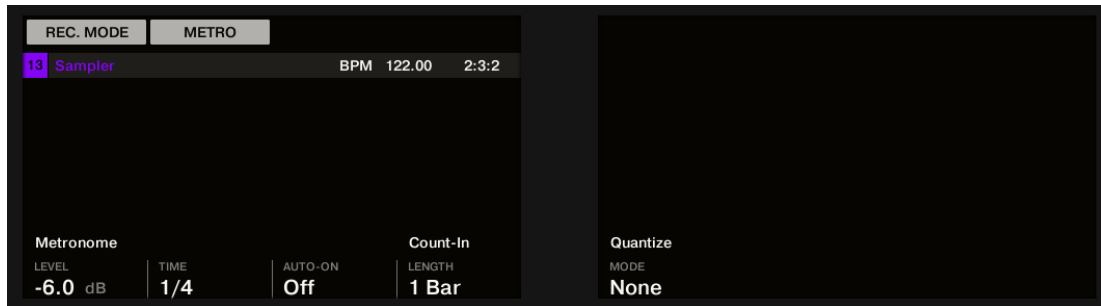 REC. MODE METRO
13 Sampler BPM 122.00 2:3:2
Metronome Count-In Quantize
LEVEL TIME AUTO-ON LENGTH MODE
-6.0 dB 1/4 Off 1 Bar None